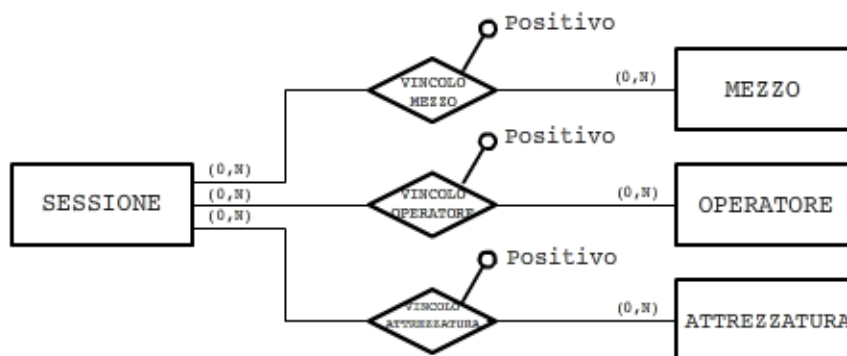 Positivo
VINCOLO
MEZZO
(0,N)
MEZZO
Positivo
(0,N)
SESSIONE
(0,N)
(0,N)
VINCOLO
OPERATORE
(0,N)
OPERATORE
Positivo
VINCOLO
ATTREZZATURA
(0,N)
ATTREZZATURA